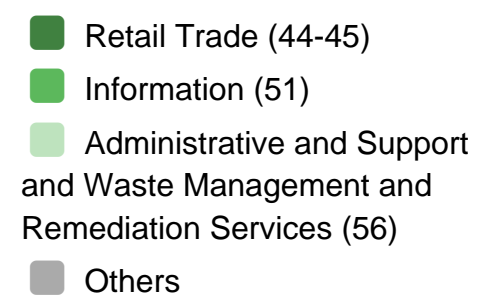 Retail Trade (44-45)
Information (51)
Administrative and Support
and Waste Management and
Remediation Services (56)
Others